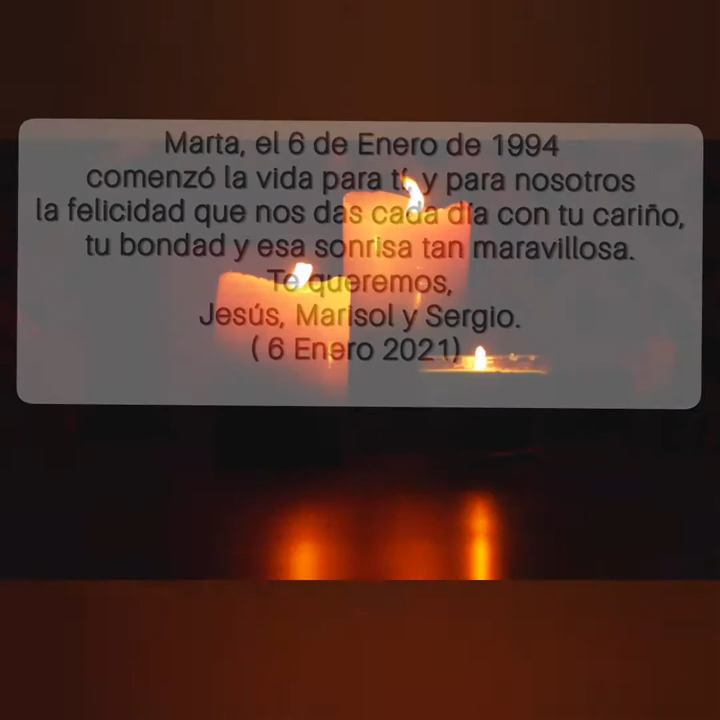 Marta, el 6 de Enero de 1994
comenzó la vida para tí, y para nosotros
la felicidad que nos das cada día con tu cariño,
tu bondad y esa sonrisa tan maravillosa.
Te queremos,
Jesús, Marisol y Sergio.
( 6 Enero 2021)